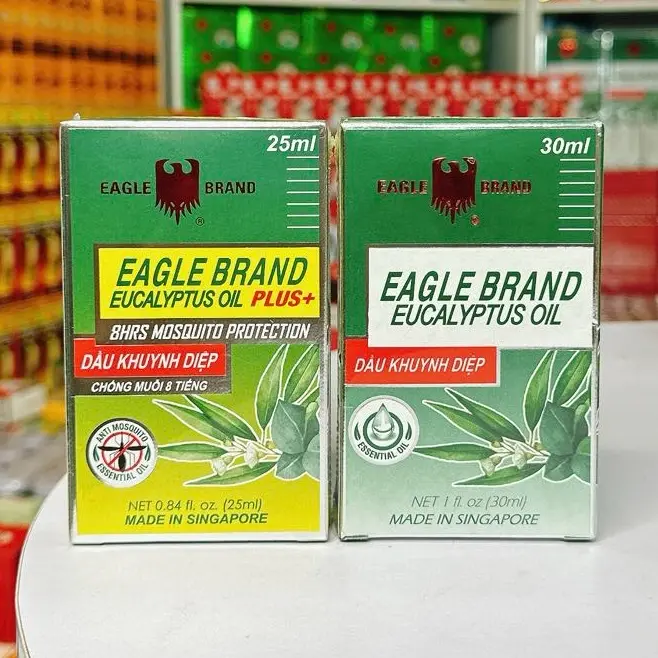 25ml
EAGLE BRAND
®
EAGLE BRAND
EUCALYPTUS OIL PLUS+
8HRS MOSQUITO PROTECTION
DẦU KHUYNH DIỆP
CHỐNG MUỖI 8 TIẾNG
ANTI MOSQUITO
ESSENTIAL OIL
NET 0.84 fl. oz. (25ml)
MADE IN SINGAPORE
30ml
EAGLE BRAND
®
EAGLE BRAND
EUCALYPTUS OIL
DẦU KHUYNH DIỆP
ESSENTIAL OIL
NET 1 fl. oz (30ml)
MADE IN SINGAPORE